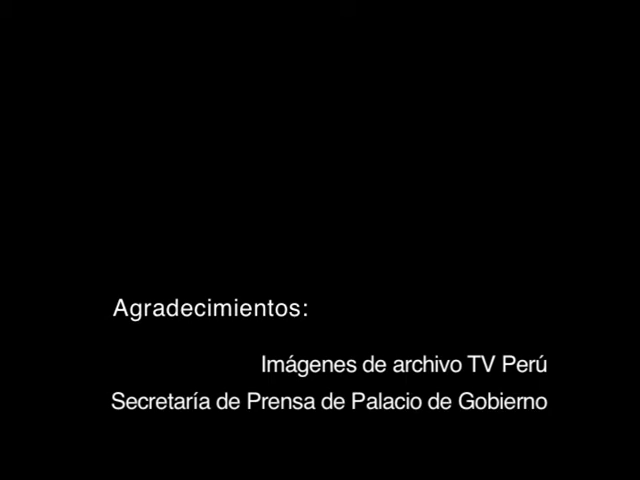 Agradecimientos:
Imágenes de archivo TV Perú
Secretaría de Prensa de Palacio de Gobierno